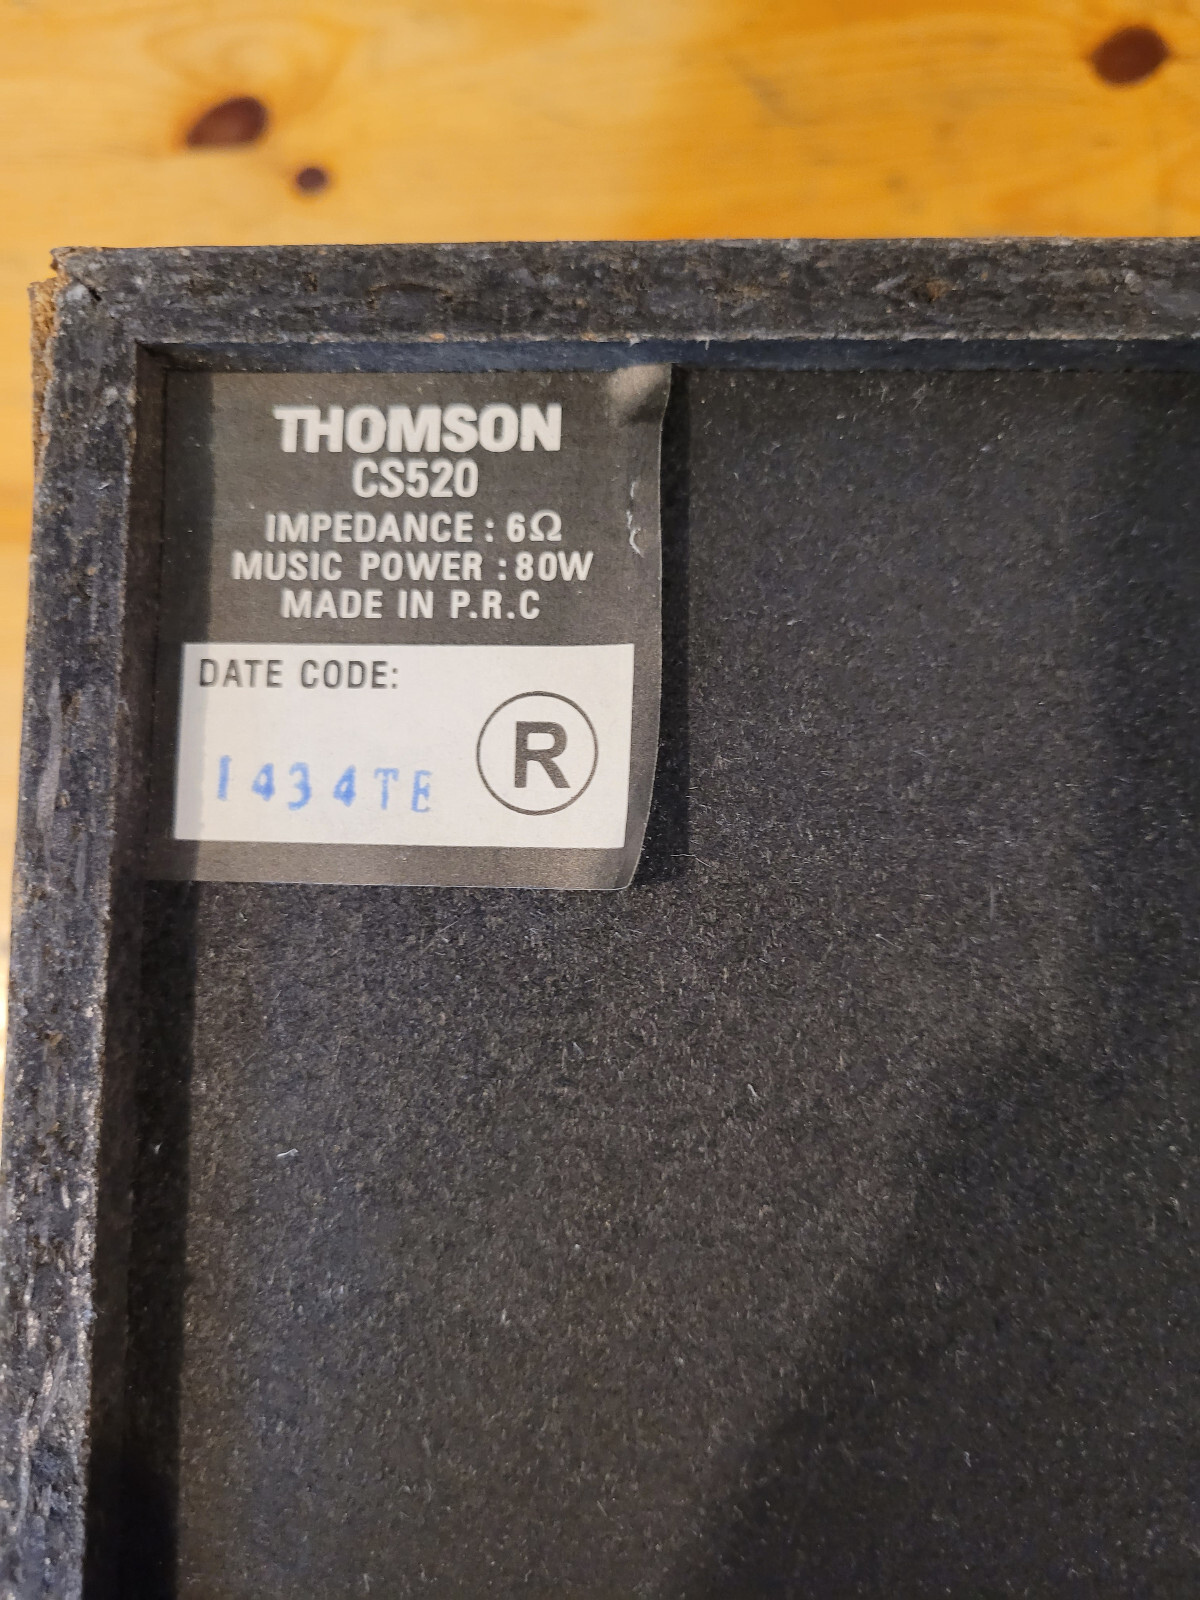 THOMSON
CS520
IMPEDANCE : 6Ω
MUSIC POWER : 80W
MADE IN P.R.C
DATE CODE:
R
1434TE